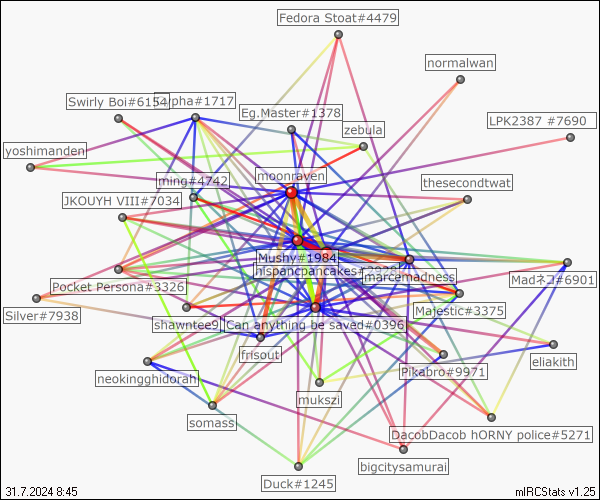 Fedora Stoat#4479
normalwan
Swirly Boi#6154
rypha#1717
Eg.Master#1378
zebula
LPK2387 #7690
yoshimanden
ming#4742
moonraven
thesecondtwat
JKOUYH VIII#7034
Mushy#1984
hispanicpancakes
marcemadness
Madネコ#6901
Pocket Persona#3326
Silver#7938
shawntee9
Can anything be saved#0396
Majestic#3375
frisout
eliakith
neokingghidorah
Pikabro#9971
mukszi
somass
DacobDacob hORNY police#5271
bigcitysamurai
Duck#1245
31.7.2024 8:45
mIRCStats v1.25